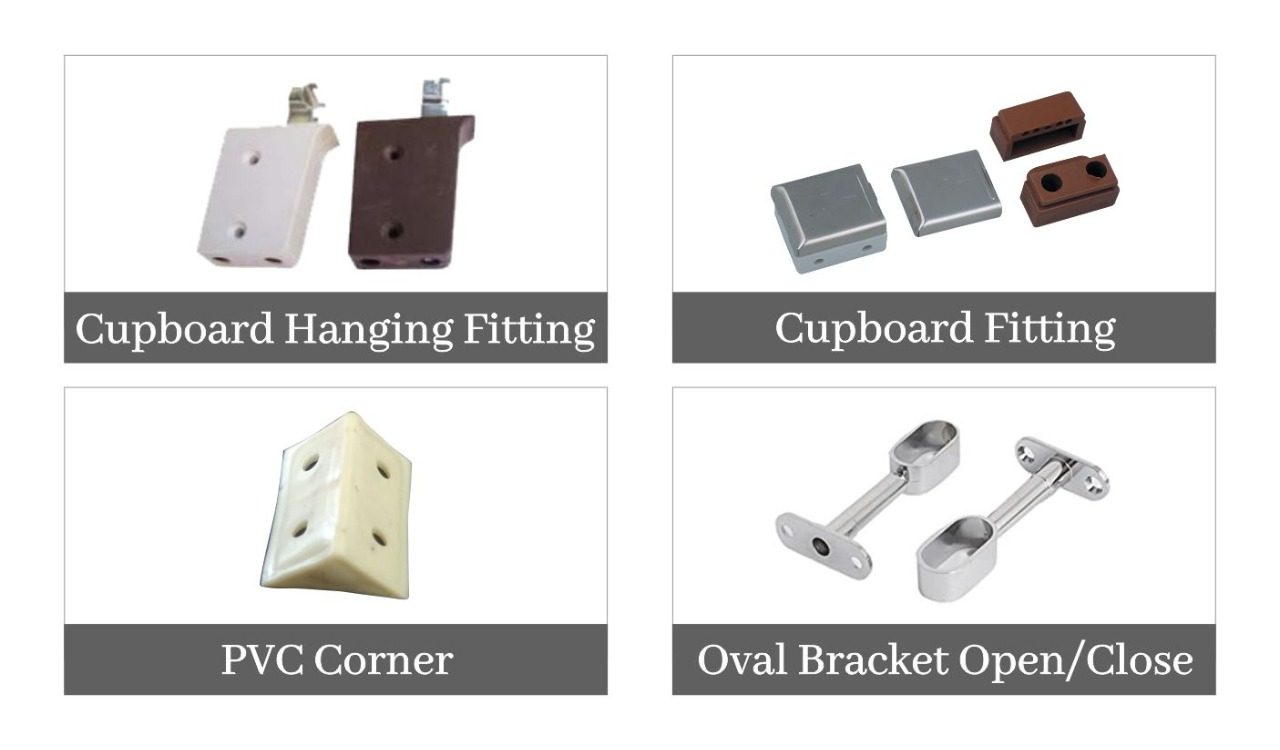 Cupboard Hanging Fitting
Cupboard Fitting
PVC Corner
Oval Bracket Open/Close